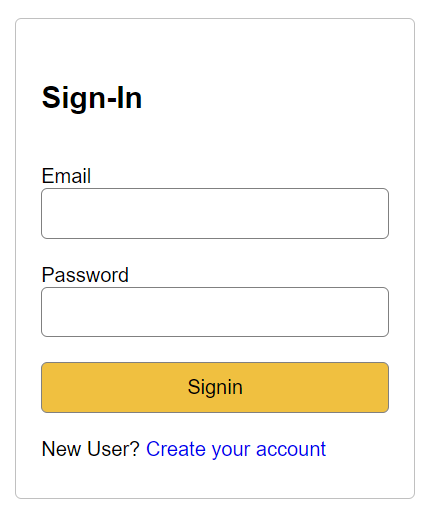 Sign-In
Email
Password
Signin
New User? Create your account